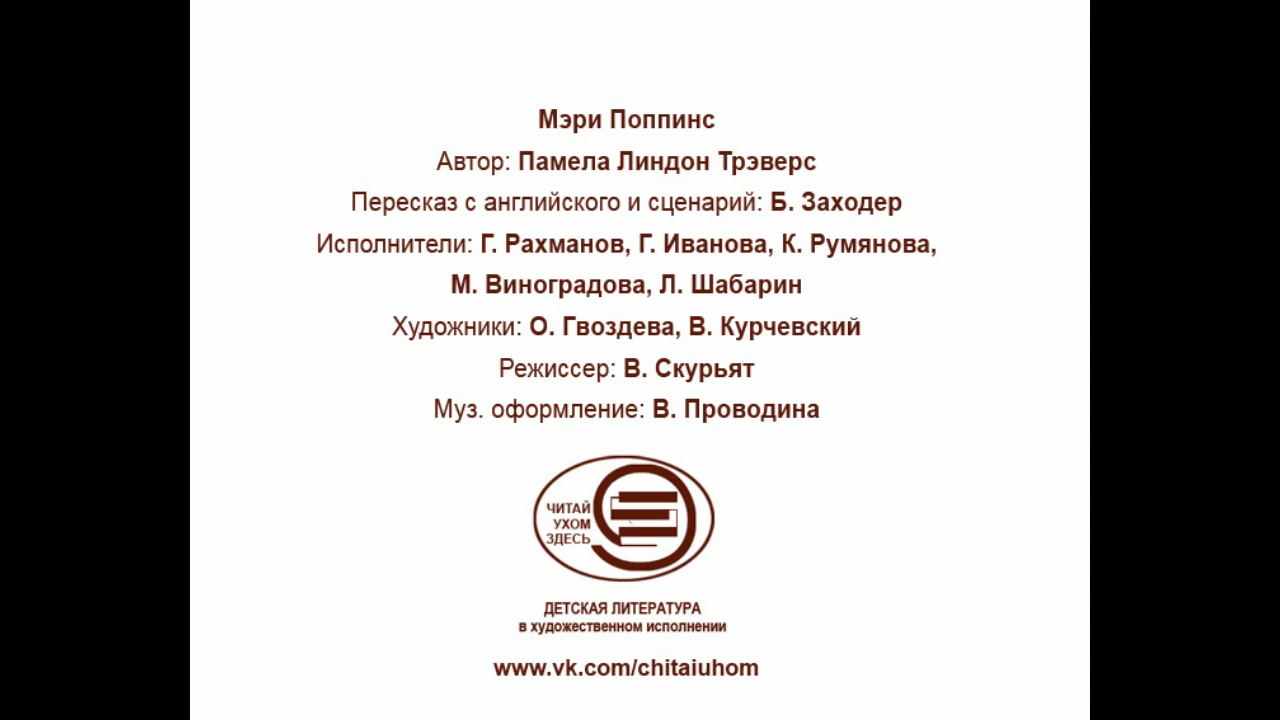 Мэри Поппинс
Автор: Памела Линдон Трэверс
Пересказ с английского и сценарий: Б. Заходер
Исполнители: Г. Рахманов, Г. Иванова, К. Румянова,
М. Виноградова, Л. Шабарин
Художники: О. Гвоздева, В. Курчевский
Режиссер: В. Скурьят
Муз. оформление: В. Проводина
ЧИТАЙ
УХОМ
ЗДЕСЬ
ДЕТСКАЯ ЛИТЕРАТУРА
в художественном исполнении
www.vk.com/chitaiuhom